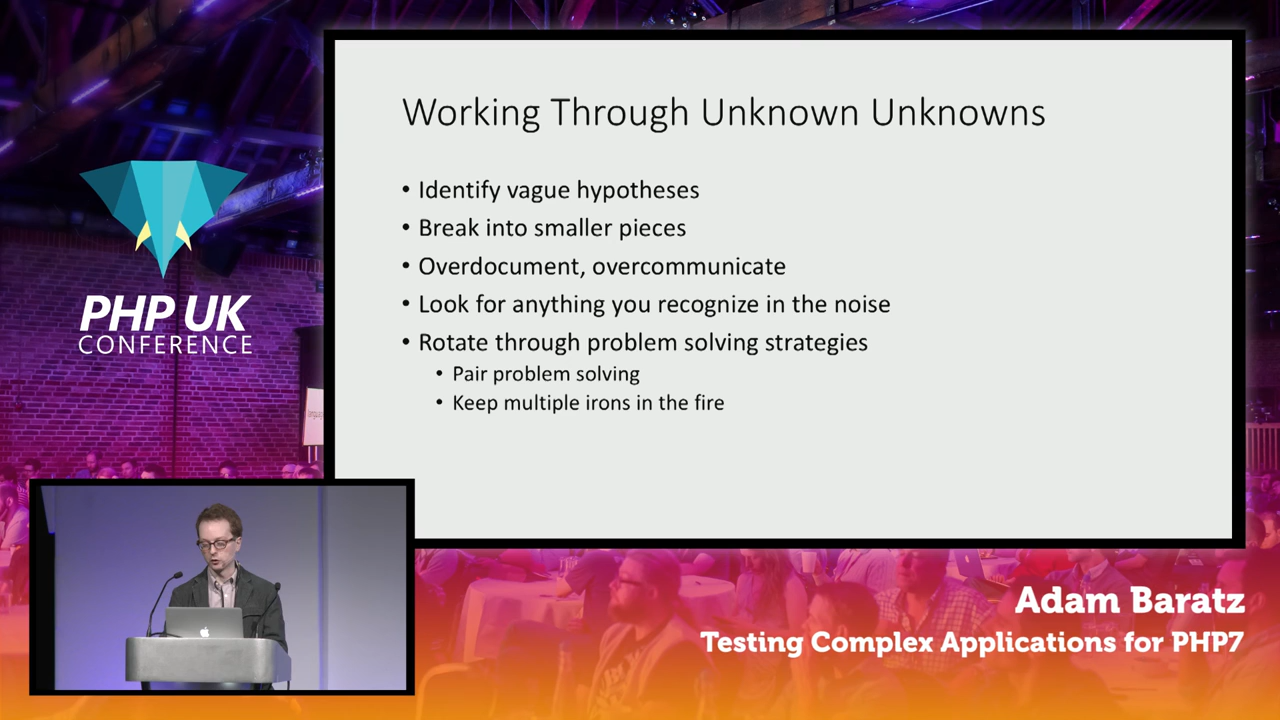 Working Through Unknown Unknowns
• Identify vague hypotheses
• Break into smaller pieces
• Overdocument, overcommunicate
• Look for anything you recognize in the noise
• Rotate through problem solving strategies
• Pair problem solving
• Keep multiple irons in the fire
PHP UK
CONFERENCE
Adam Baratz
Testing Complex Applications for PHP7